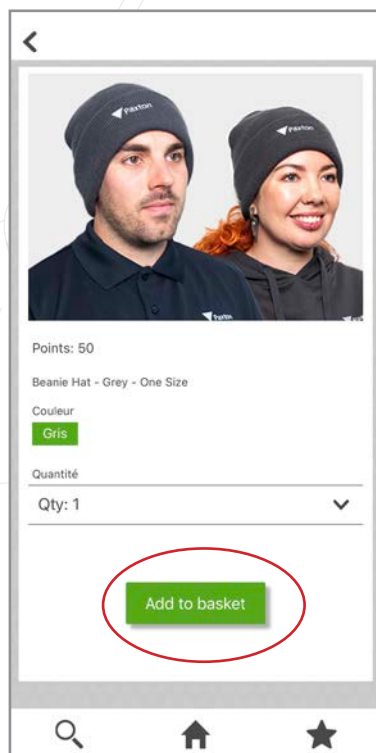 Paxton
Paxton
Paxton
Points: 50
Beanie Hat - Grey - One Size
Couleur
Gris
Quantité
Qty: 1
Add to basket